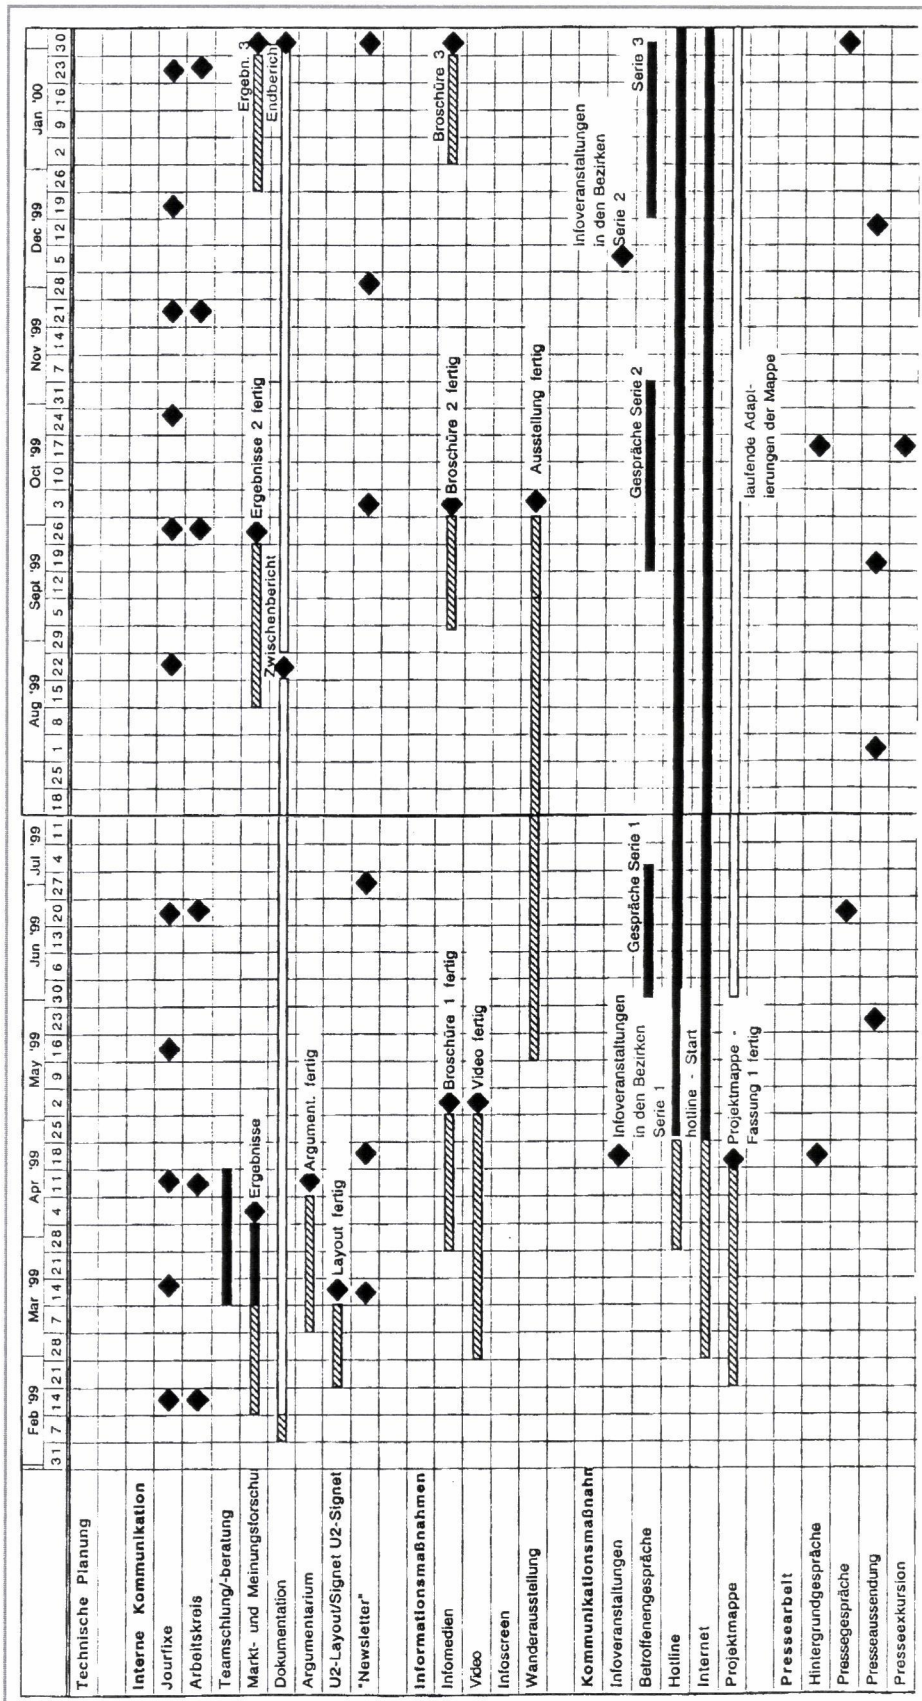 Feb '99 Mar '99 Apr '99 May '99 Jun '99 Jul '99 Aug '99 Sept '99 Oct '99 Nov '99 Dec '99 Jan '00
31 7 14 21 28 7 14 21 28 4 11 18 25 2 9 16 23 30 6 13 20 27 4 11 18 25 1 8 15 22 29 5 12 19 26 3 10 17 24 31 7 14 21 28 5 12 19 26 2 9 16 23 30
Technische Planung
Interne Kommunikation
Jourfixe
Arbeitskreis
Teamschlung/-beratung
Markt- und Meinungsforschu
Ergebnisse
Ergebnisse 2 fertig
Ergebn. 3
Dokumentation
Zwischenbericht
Endbericht
Argumentarium
Argument. fertig
U2-Layout/Signet U2-Signet
Layout fertig
"Newsletter"
Informationsmaßnahmen
Infomedien
Broschüre 1 fertig
Broschüre 2 fertig
Broschüre 3
Video
Video fertig
Infoscreen
Wanderausstellung
Ausstellung fertig
Kommunikationsmaßnahn
Infoveranstaltungen
Infoveranstaltungen
in den Bezirken
Serie 1
Infoveranstaltungen
in den Bezirken
Serie 2
Betroffenengespräche
Gespräche Serie 1
Gespräche Serie 2
Serie 3
Hotline
hotline - Start
Internet
Projektmappe
Projektmappe -
Fassung 1 fertig
laufende Adapt-
ierungen der Mappe
Pressearbeit
Hintergrundgespräche
Pressegespräche
Presseaussendung
Presseexkursion